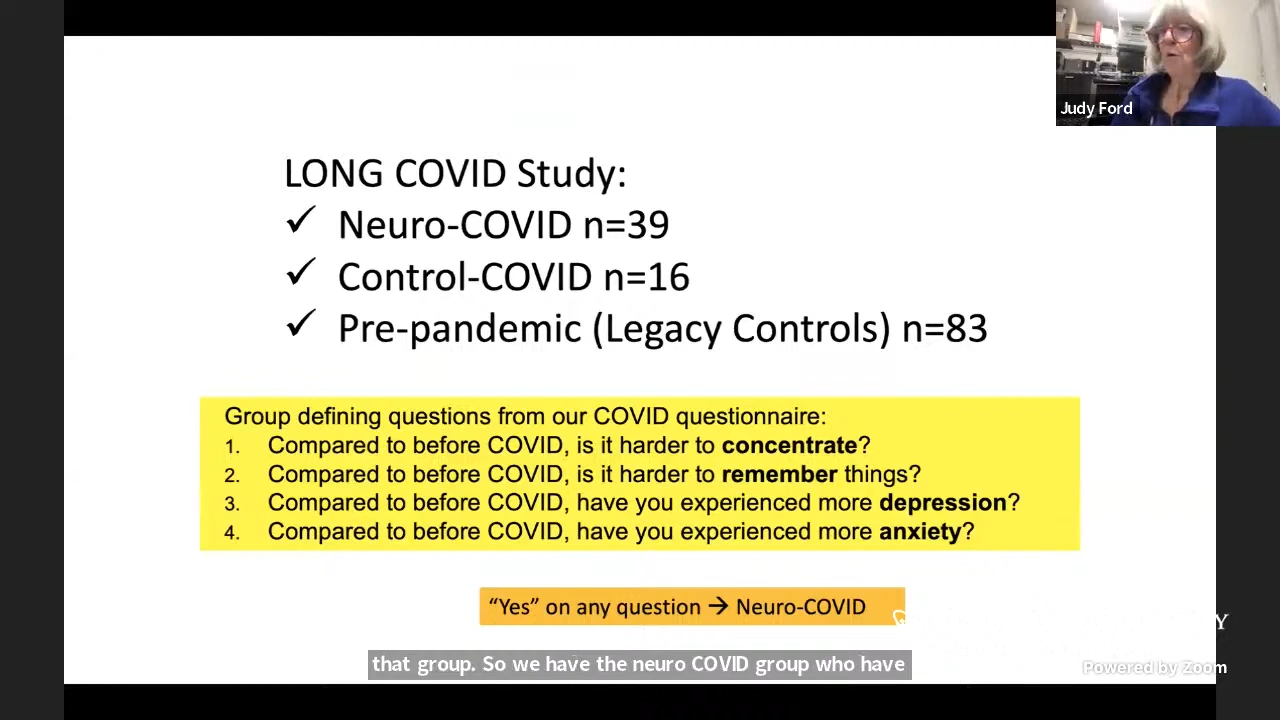 Judy Ford
LONG COVID Study:
✓ Neuro-COVID n=39
✓ Control-COVID n=16
✓ Pre-pandemic (Legacy Controls) n=83
Group defining questions from our COVID questionnaire:
1. Compared to before COVID, is it harder to concentrate?
2. Compared to before COVID, is it harder to remember things?
3. Compared to before COVID, have you experienced more depression?
4. Compared to before COVID, have you experienced more anxiety?
“Yes” on any question → Neuro-COVID
that group. So we have the neuro COVID group who have
Powered by Zoom